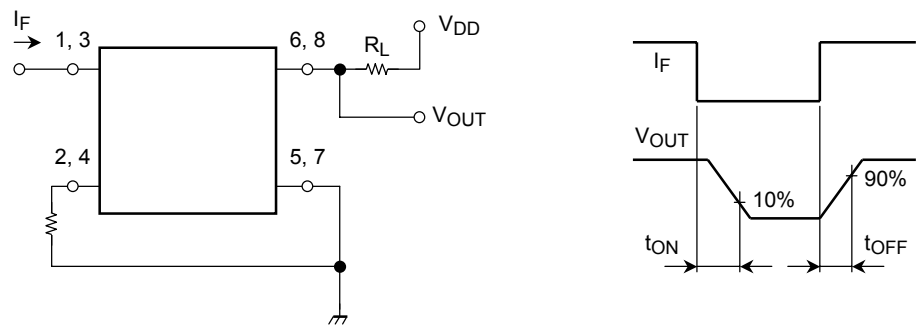 IF
1, 3
6, 8
RL
VDD
VOUT
2, 4
5, 7
IF
VOUT
10%
90%
tON
tOFF